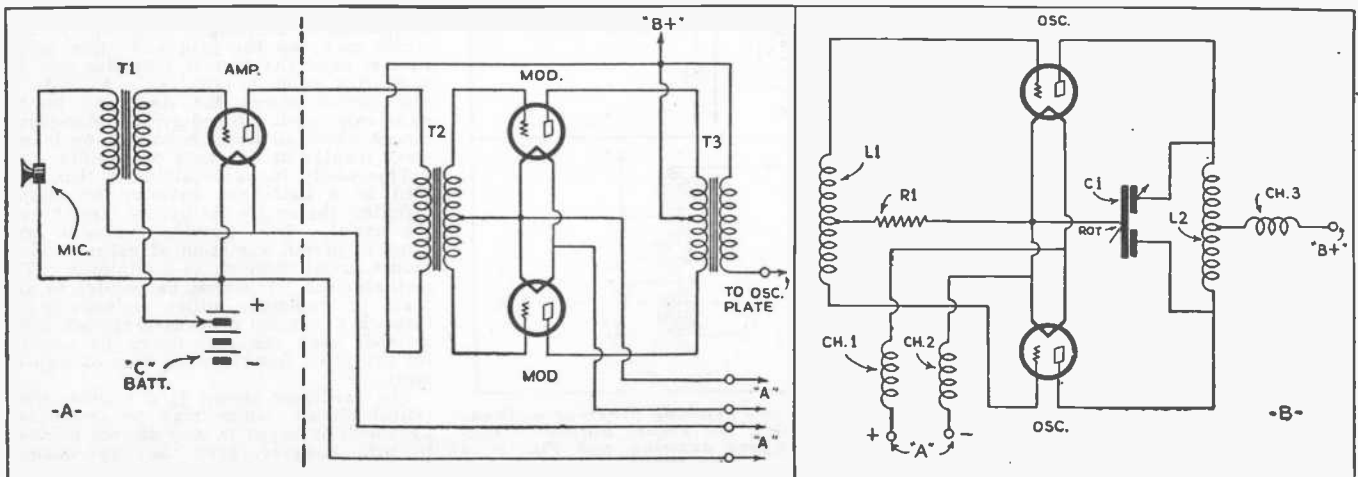 T1
AMP.
MIC.
"C"
BATT.
+
-
-A-
"B+"
T2
MOD.
MOD
T3
TO OSC.
PLATE
"A"
"A"
OSC.
L1
R1
C1
ROT
L2
CH.3
"B+"
CH.1
CH.2
+
"A"
-
OSC.
-B-